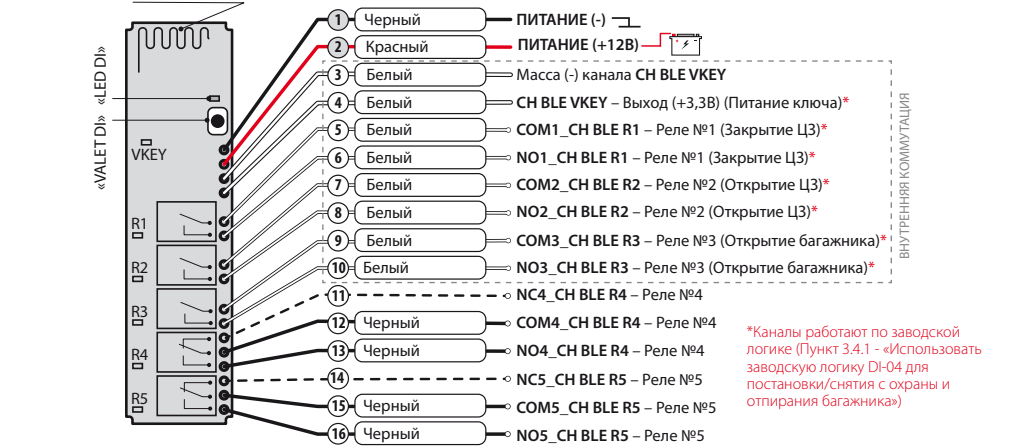 1 Черный ПИТАНИЕ (-)
2 Красный ПИТАНИЕ (+12В)
3 Белый Масса (-) канала CH BLE VKEY
4 Белый CH BLE VKEY – Выход (+3,3В) (Питание ключа)*
5 Белый COM1_CH BLE R1 – Реле №1 (Закрытие ЦЗ)*
6 Белый NO1_CH BLE R1 – Реле №1 (Закрытие ЦЗ)*
7 Белый COM2_CH BLE R2 – Реле №2 (Открытие ЦЗ)*
8 Белый NO2_CH BLE R2 – Реле №2 (Открытие ЦЗ)*
9 Белый COM3_CH BLE R3 – Реле №3 (Открытие багажника)*
10 Белый NO3_CH BLE R3 – Реле №3 (Открытие багажника)*
11 NC4_CH BLE R4 – Реле №4
12 Черный COM4_CH BLE R4 – Реле №4
13 Черный NO4_CH BLE R4 – Реле №4
14 NC5_CH BLE R5 – Реле №5
15 Черный COM5_CH BLE R5 – Реле №5
16 Черный NO5_CH BLE R5 – Реле №5
«LED DI»
«VALET DI»
VKEY
R1
R2
R3
R4
R5
ВНУТРЕННЯЯ КОММУТАЦИЯ
*Каналы работают по заводской
логике (Пункт 3.4.1 - «Использовать
заводскую логику DI-04 для
постановки/снятия с охраны и
отпирания багажника»)